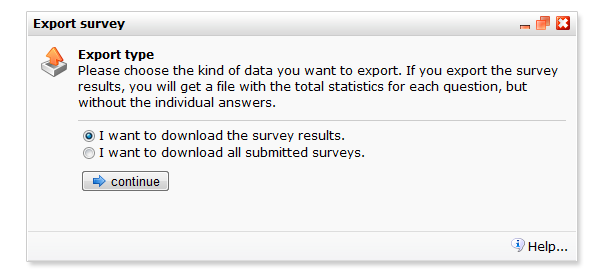 Export survey
Export type
Please choose the kind of data you want to export. If you export the survey
results, you will get a file with the total statistics for each question, but
without the individual answers.
I want to download the survey results.
I want to download all submitted surveys.
continue
Help...